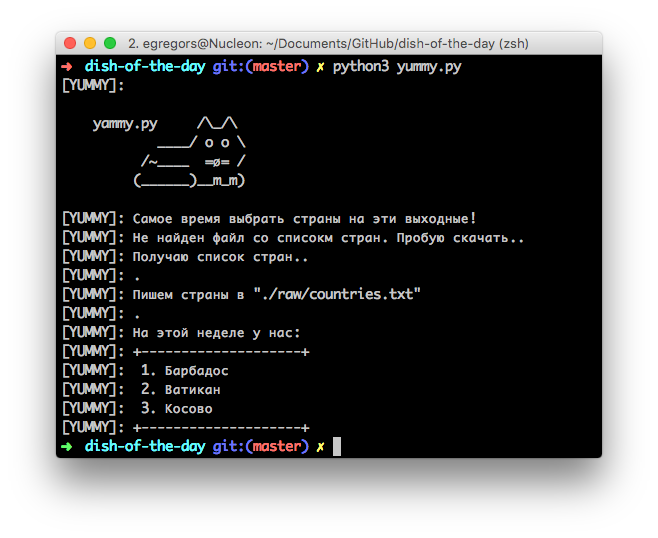 2. egregors@Nucleon: ~/Documents/GitHub/dish-of-the-day (zsh)
➜  dish-of-the-day git:(master) ✗ python3 yummy.py
[YUMMY]:
    yammy.py     /\_/\
            ____/ o o \
          /~____  =ø= /
         (______)__m_m)
[YUMMY]: Самое время выбрать страны на эти выходные!
[YUMMY]: Не найден файл со списокм стран. Пробую скачать..
[YUMMY]: Получаю список стран..
[YUMMY]: .
[YUMMY]: Пишем страны в "./raw/countries.txt"
[YUMMY]: .
[YUMMY]: На этой неделе у нас:
[YUMMY]: +--------------------+
[YUMMY]:  1. Барбадос
[YUMMY]:  2. Ватикан
[YUMMY]:  3. Косово
[YUMMY]: +--------------------+
➜  dish-of-the-day git:(master) ✗